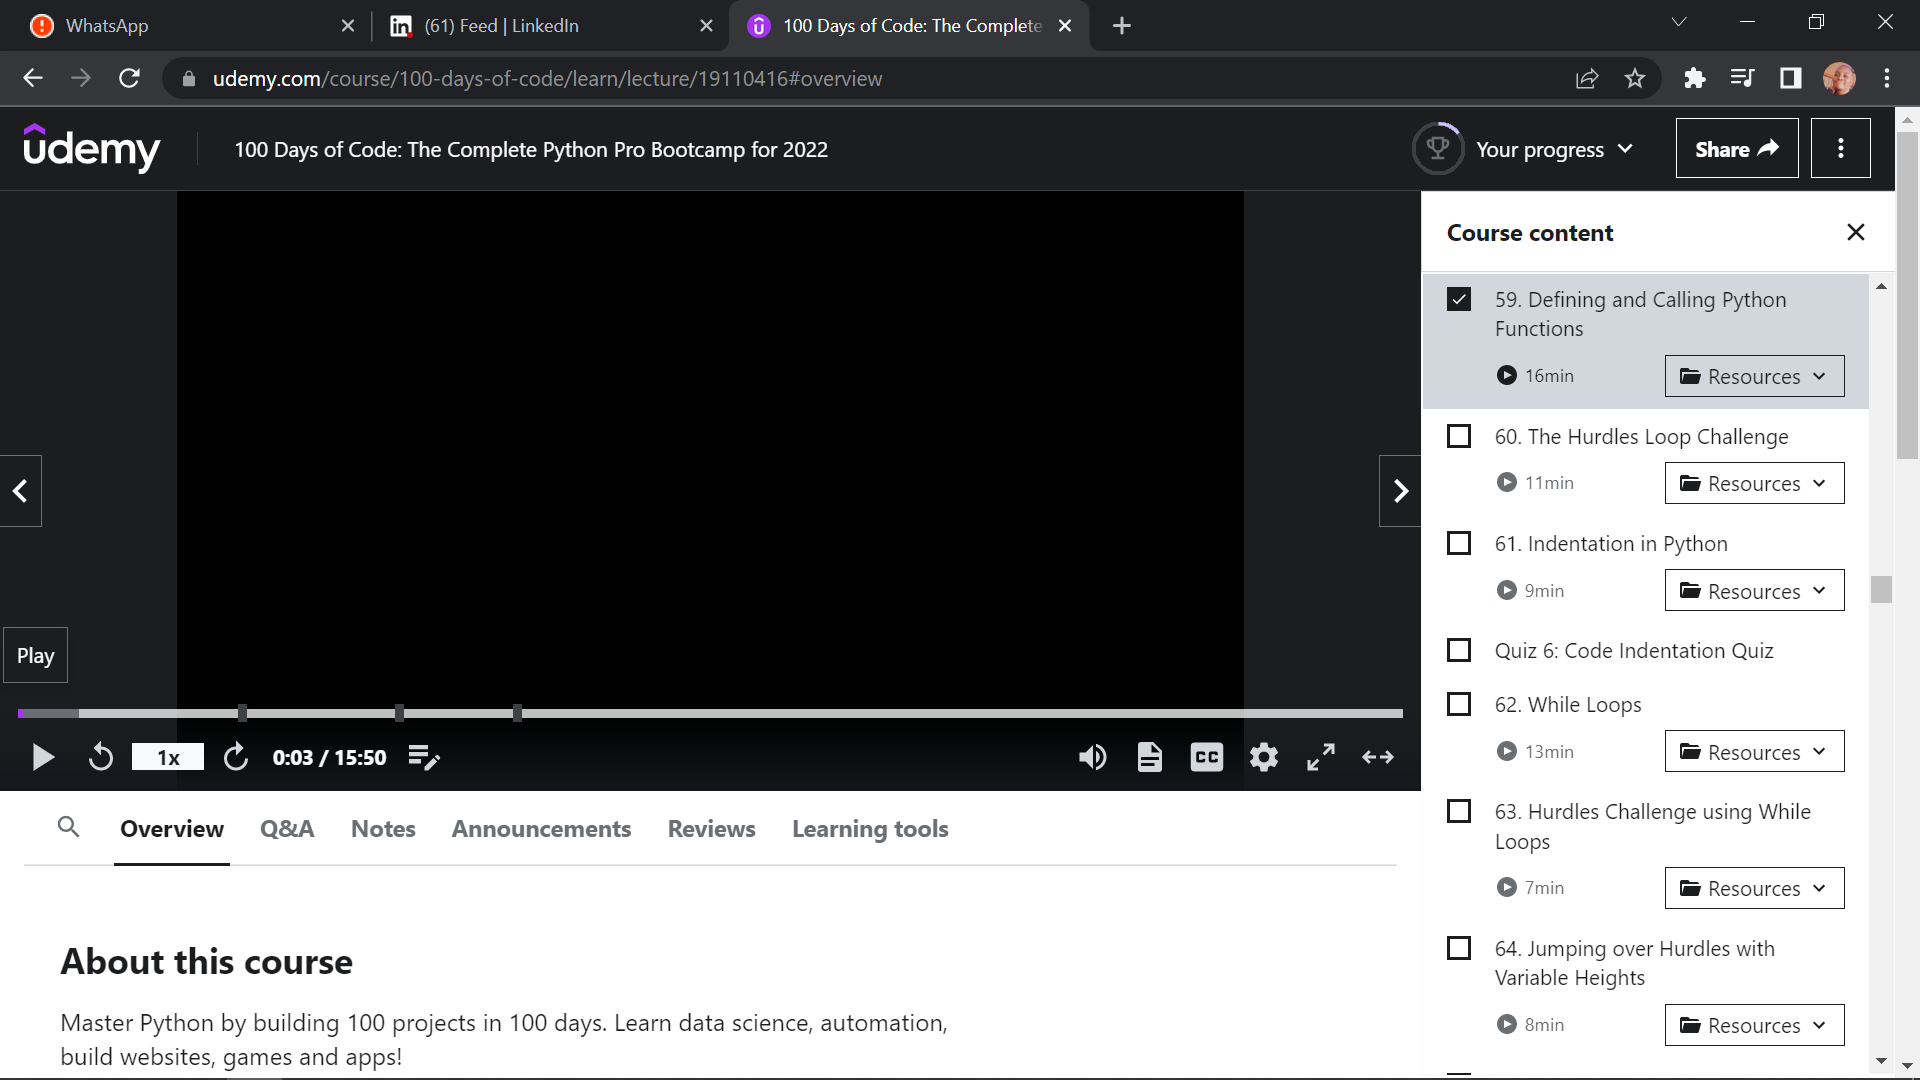 WhatsApp
(61) Feed | LinkedIn
100 Days of Code: The Complete
udemy.com/course/100-days-of-code/learn/lecture/19110416#overview
udemy
100 Days of Code: The Complete Python Pro Bootcamp for 2022
Your progress
Share
Course content
59. Defining and Calling Python
Functions
16min
Resources
60. The Hurdles Loop Challenge
11min
Resources
61. Indentation in Python
9min
Resources
Quiz 6: Code Indentation Quiz
62. While Loops
13min
Resources
63. Hurdles Challenge using While
Loops
7min
Resources
64. Jumping over Hurdles with
Variable Heights
8min
Resources
Play
1x
0:03 / 15:50
CC
Overview
Q&A
Notes
Announcements
Reviews
Learning tools
About this course
Master Python by building 100 projects in 100 days. Learn data science, automation,
build websites, games and apps!